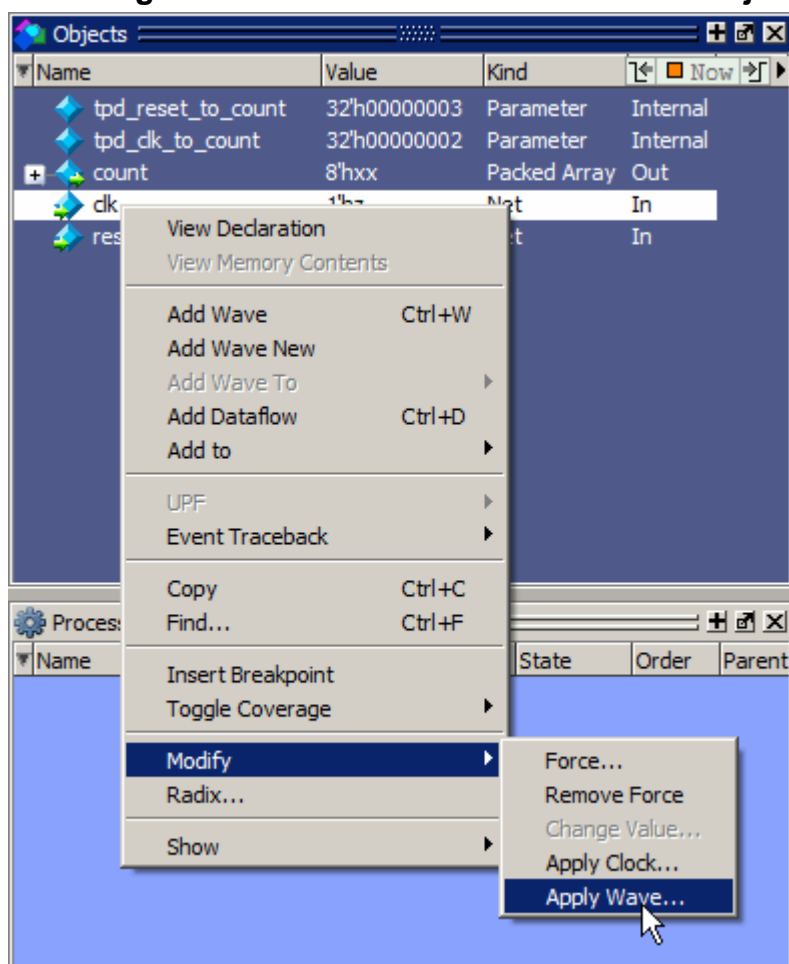 Objects
Name Value Kind Now
tpd_reset_to_count 32'h00000003 Parameter Internal
tpd_clk_to_count 32'h00000002 Parameter Internal
count 8'hxx Packed Array Out
clk 1'hz Net In
In
View Declaration
View Memory Contents
Add Wave Ctrl+W
Add Wave New
Add Wave To
Add Dataflow Ctrl+D
Add to
UPF
Event Traceback
Copy Ctrl+C
Find... Ctrl+F
Insert Breakpoint
Toggle Coverage
Modify
Radix...
Show
Force...
Remove Force
Change Value...
Apply Clock...
Apply Wave...
Name State Order Parent